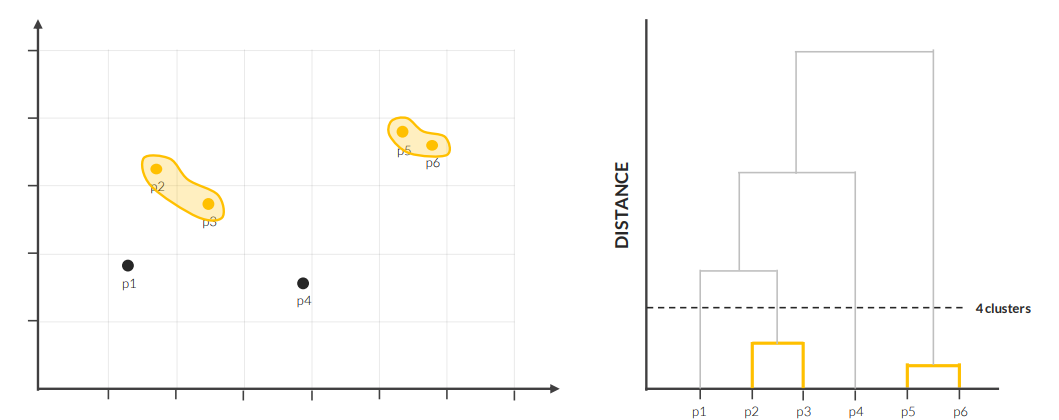 p5
p6
p2
p3
p1
p4
DISTANCE
4 clusters
p1 p2 p3 p4 p5 p6